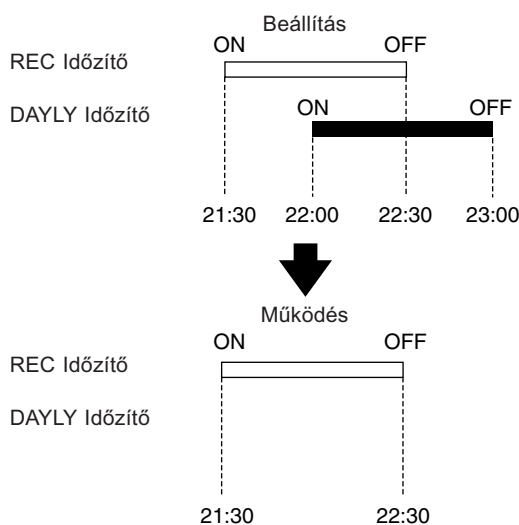 Beállítás
ON OFF
REC Időzítő
ON OFF
DAYLY Időzítő
21:30 22:00 22:30 23:00
Működés
ON OFF
REC Időzítő
DAYLY Időzítő
21:30 22:30